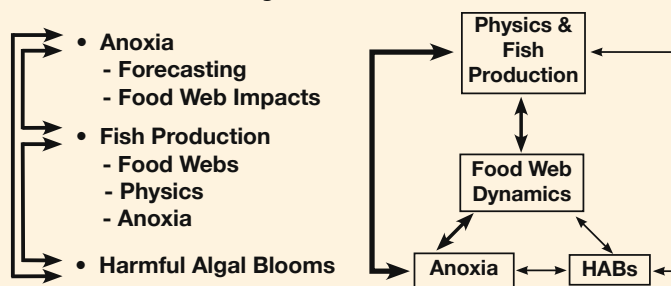 • Anoxia
- Forecasting
- Food Web Impacts
• Fish Production
- Food Webs
- Physics
- Anoxia
• Harmful Algal Blooms
Physics &
Fish
Production
Food Web
Dynamics
Anoxia
HABs